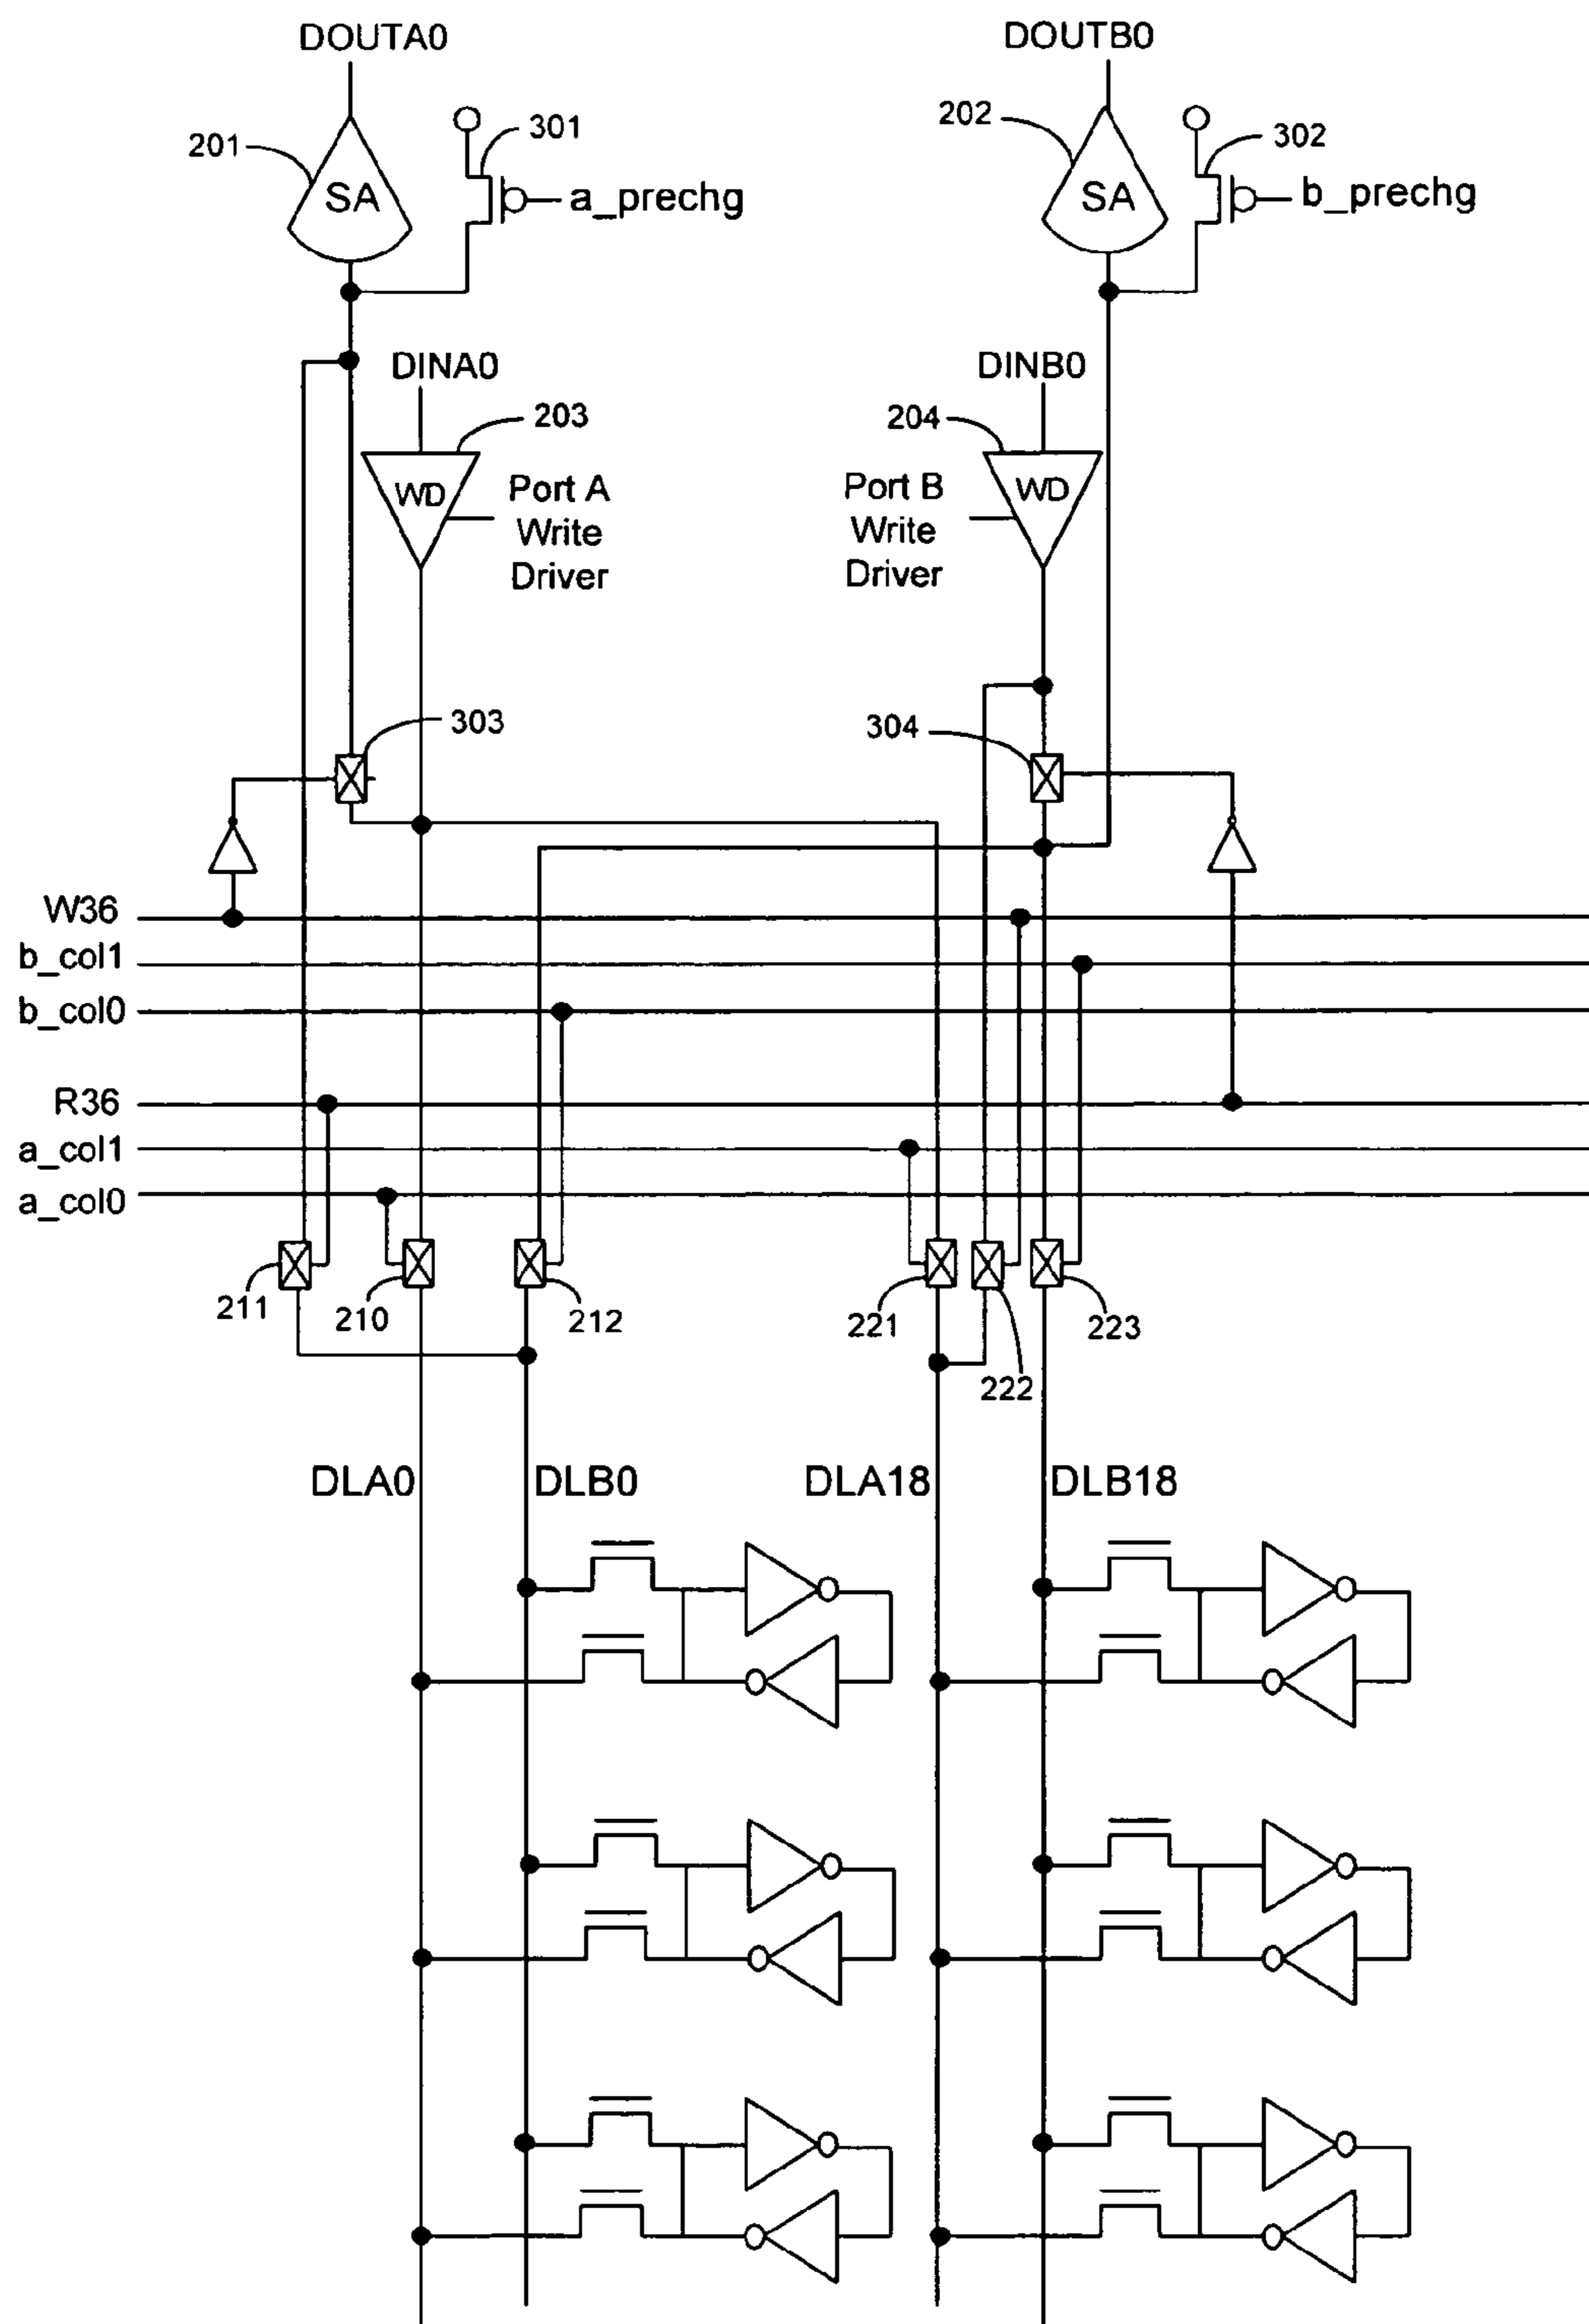 DOUTA0
DOUTB0
201
SA
301
a_prechg
202
SA
302
b_prechg
DINA0
DINB0
203
WD
Port A
Write
Driver
204
WD
Port B
Write
Driver
303
304
W36
b_col1
b_col0
R36
a_col1
a_col0
211
210
212
221
222
223
DLA0
DLB0
DLA18
DLB18